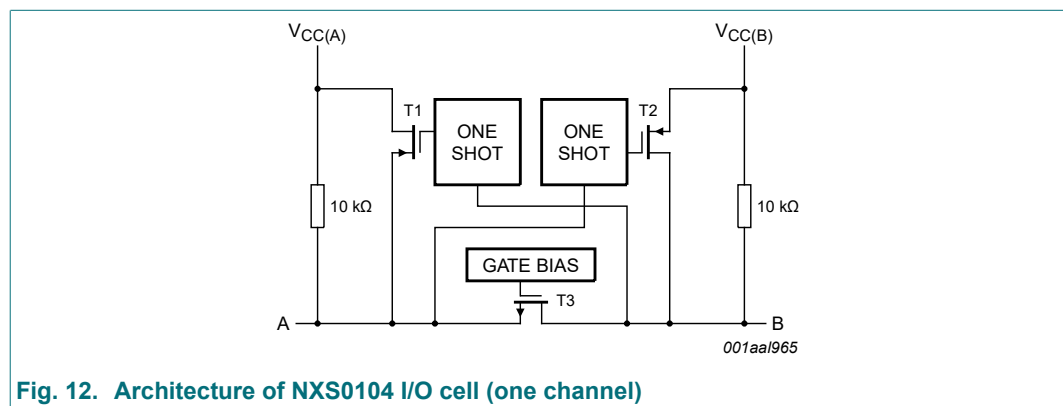 VCC(A)
VCC(B)
T1
ONE
SHOT
ONE
SHOT
T2
10 kΩ
10 kΩ
GATE BIAS
T3
A
B
001aal965
Fig. 12. Architecture of NXS0104 I/O cell (one channel)